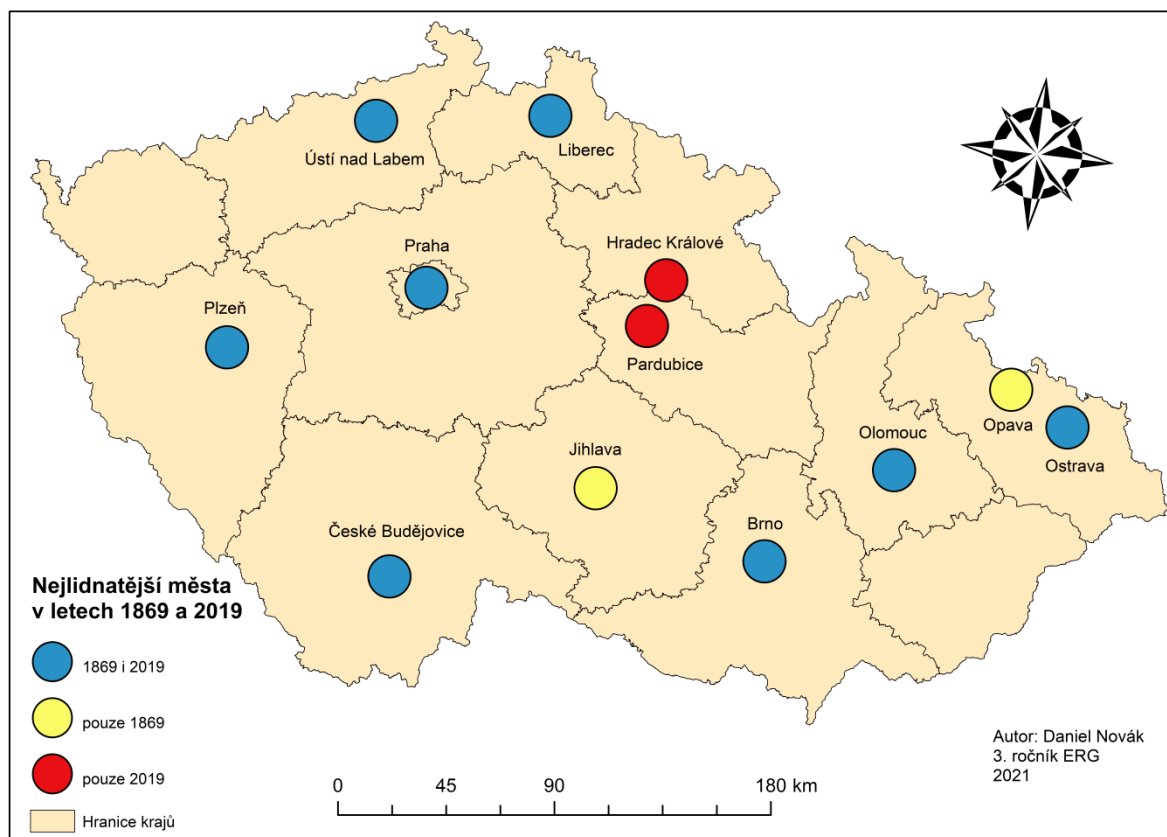 Ústí nad Labem
Liberec
Praha
Hradec Králové
Plzeň
Pardubice
Opava
Olomouc
Ostrava
Jihlava
České Budějovice
Brno
Nejlidnatější města
v letech 1869 a 2019
1869 i 2019
pouze 1869
pouze 2019
Hranice krajů
0 45 90 180 km
Autor: Daniel Novák
3. ročník ERG
2021